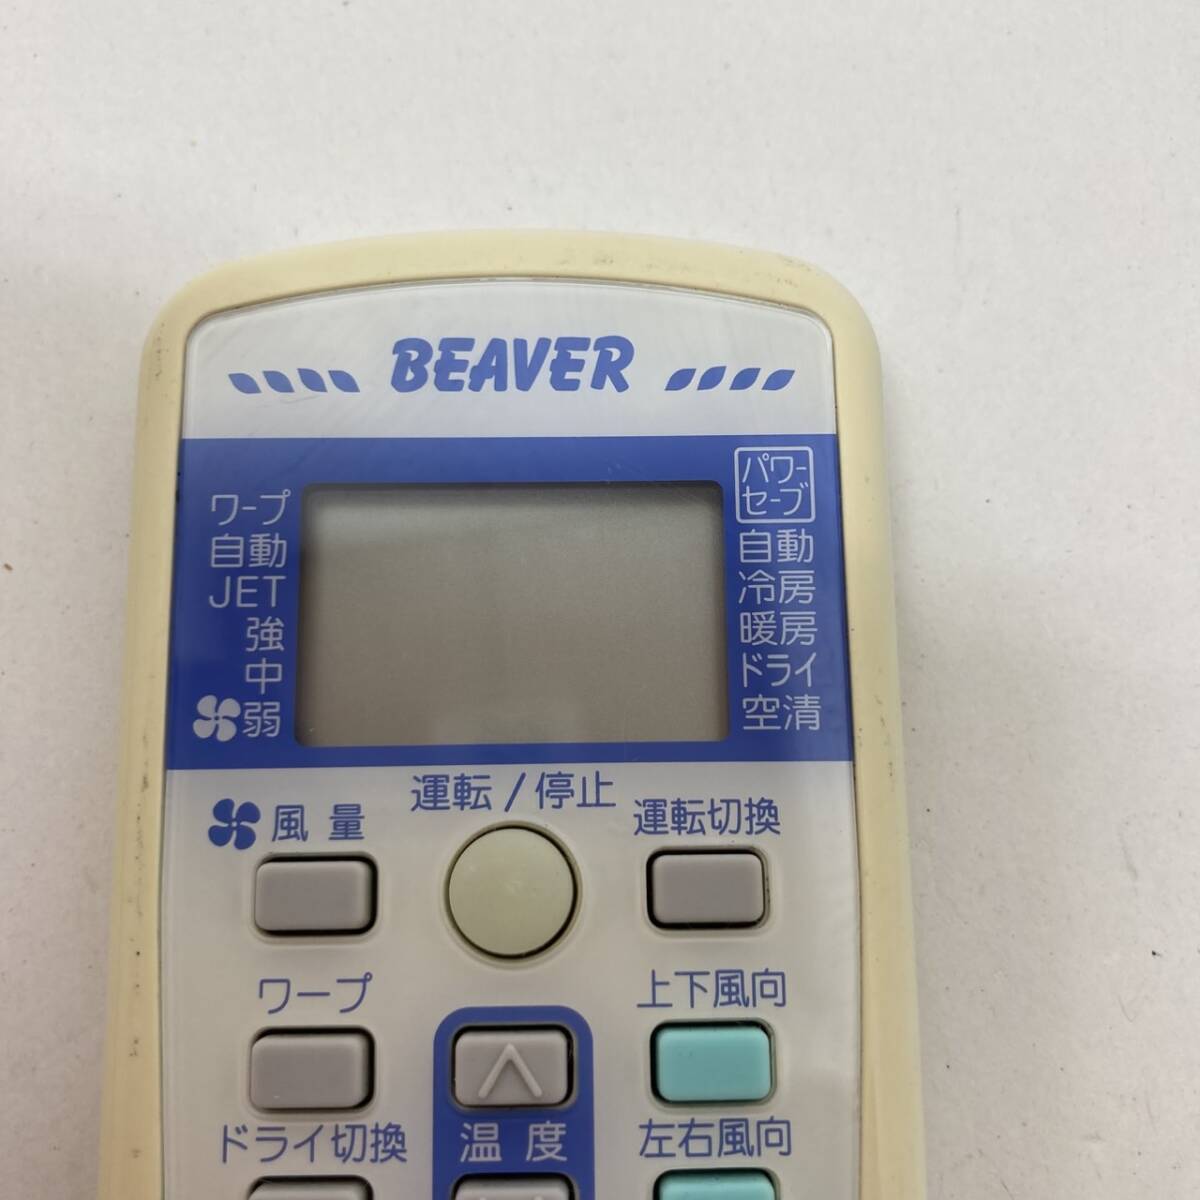 BEAVER
ワープ
自動
JET
強
中
弱
パワー
セーブ
自動
冷房
暖房
ドライ
空清
運転/停止
風量
運転切換
ワープ
上下風向
ドライ切換
温度
左右風向